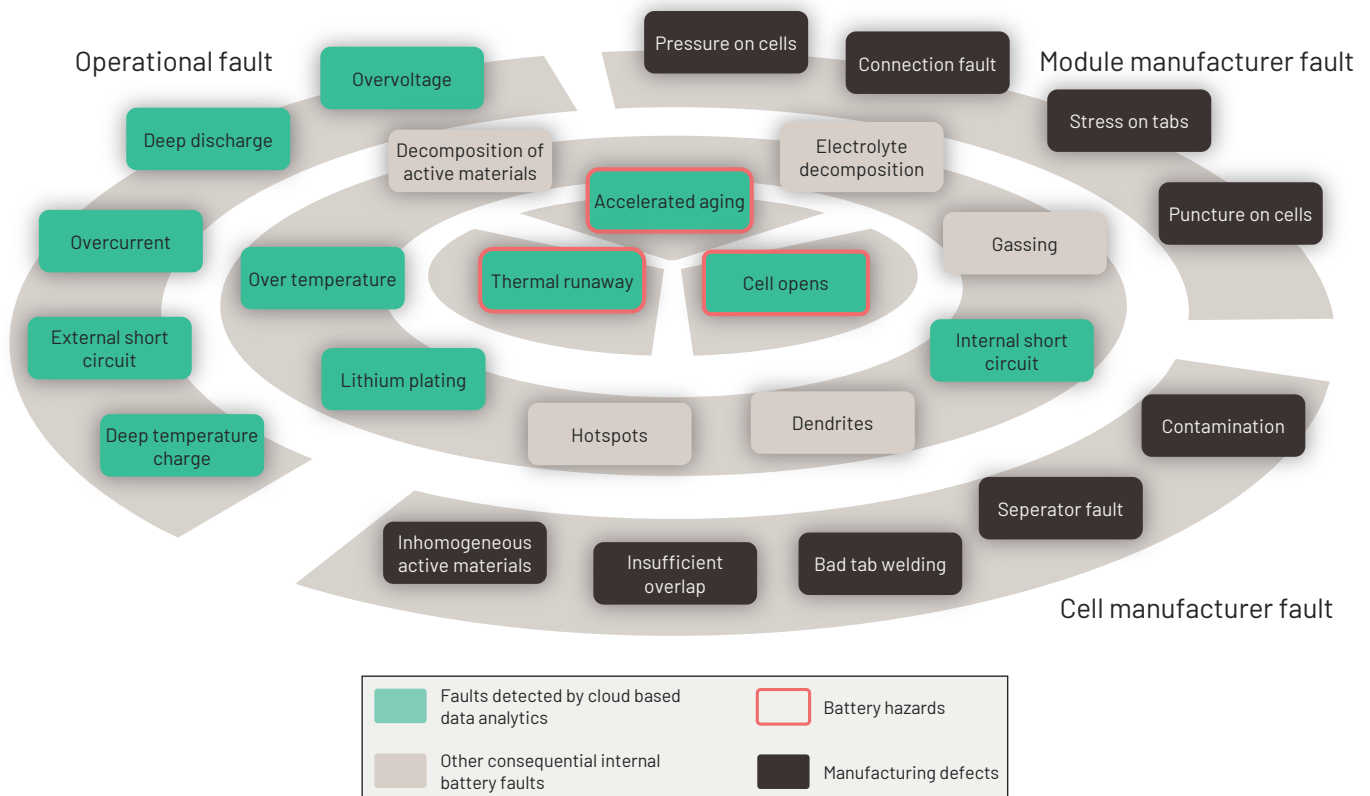 Operational fault
Overvoltage
Deep discharge
Overcurrent
External short
circuit
Deep temperature
charge
Pressure on cells
Connection fault
Module manufacturer fault
Stress on tabs
Puncture on cells
Decomposition of
active materials
Electrolyte
decomposition
Accelerated aging
Gassing
Over temperature
Thermal runaway
Cell opens
Internal short
circuit
Lithium plating
Hotspots
Dendrites
Contamination
Seperator fault
Bad tab welding
Insufficient
overlap
Inhomogeneous
active materials
Cell manufacturer fault
Faults detected by cloud based
data analytics
Battery hazards
Other consequential internal
battery faults
Manufacturing defects